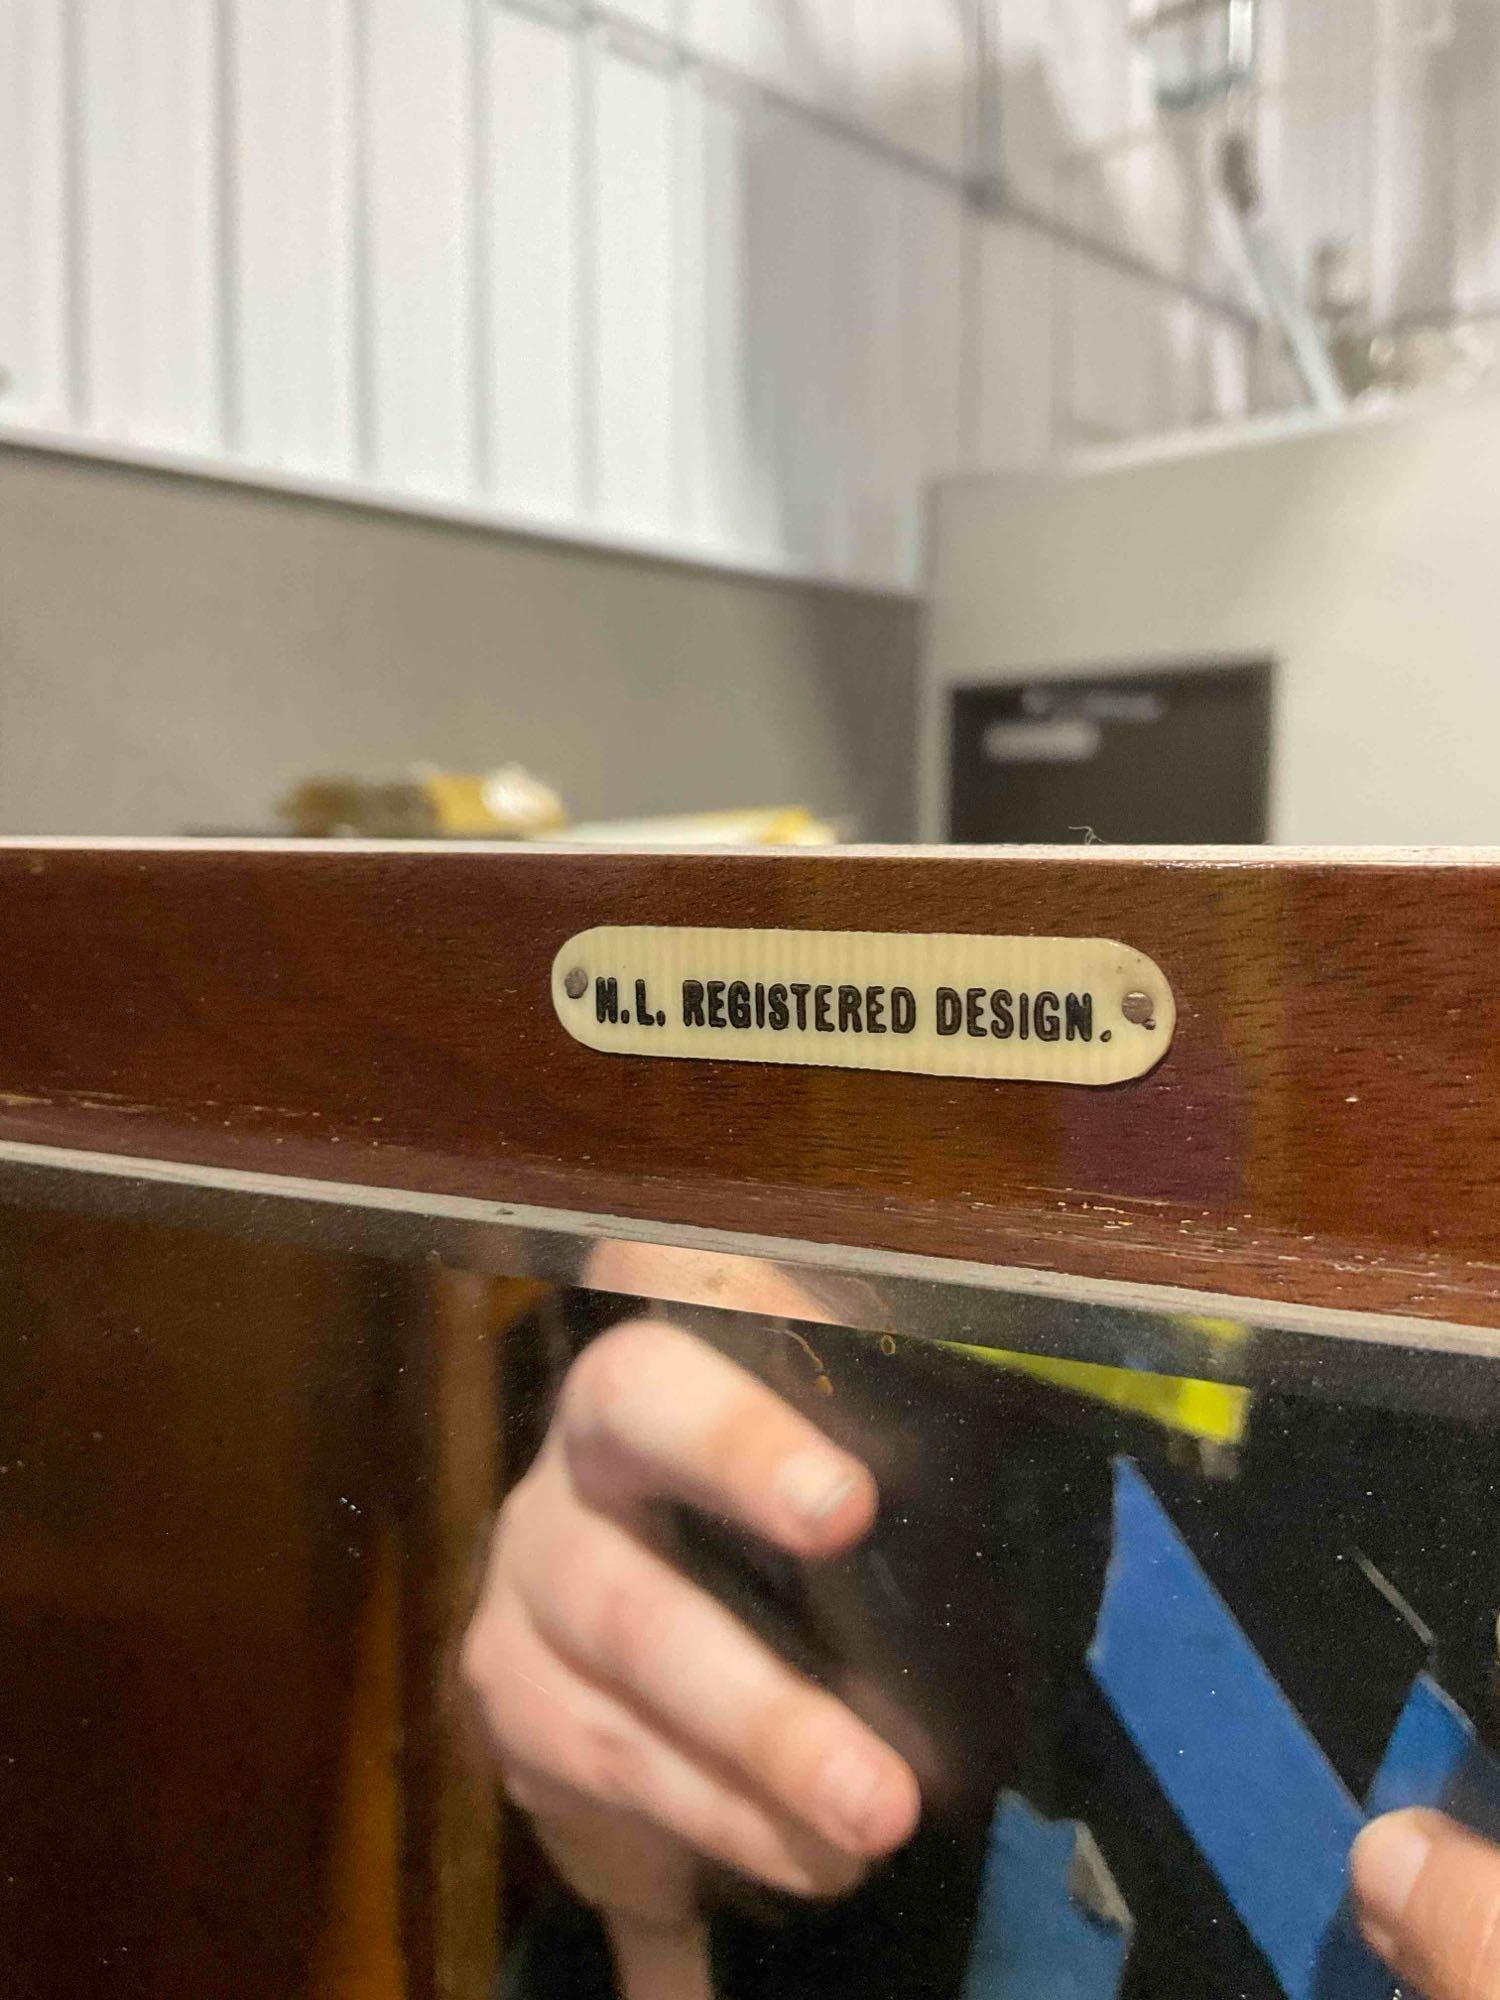 H.L. REGISTERED DESIGN.